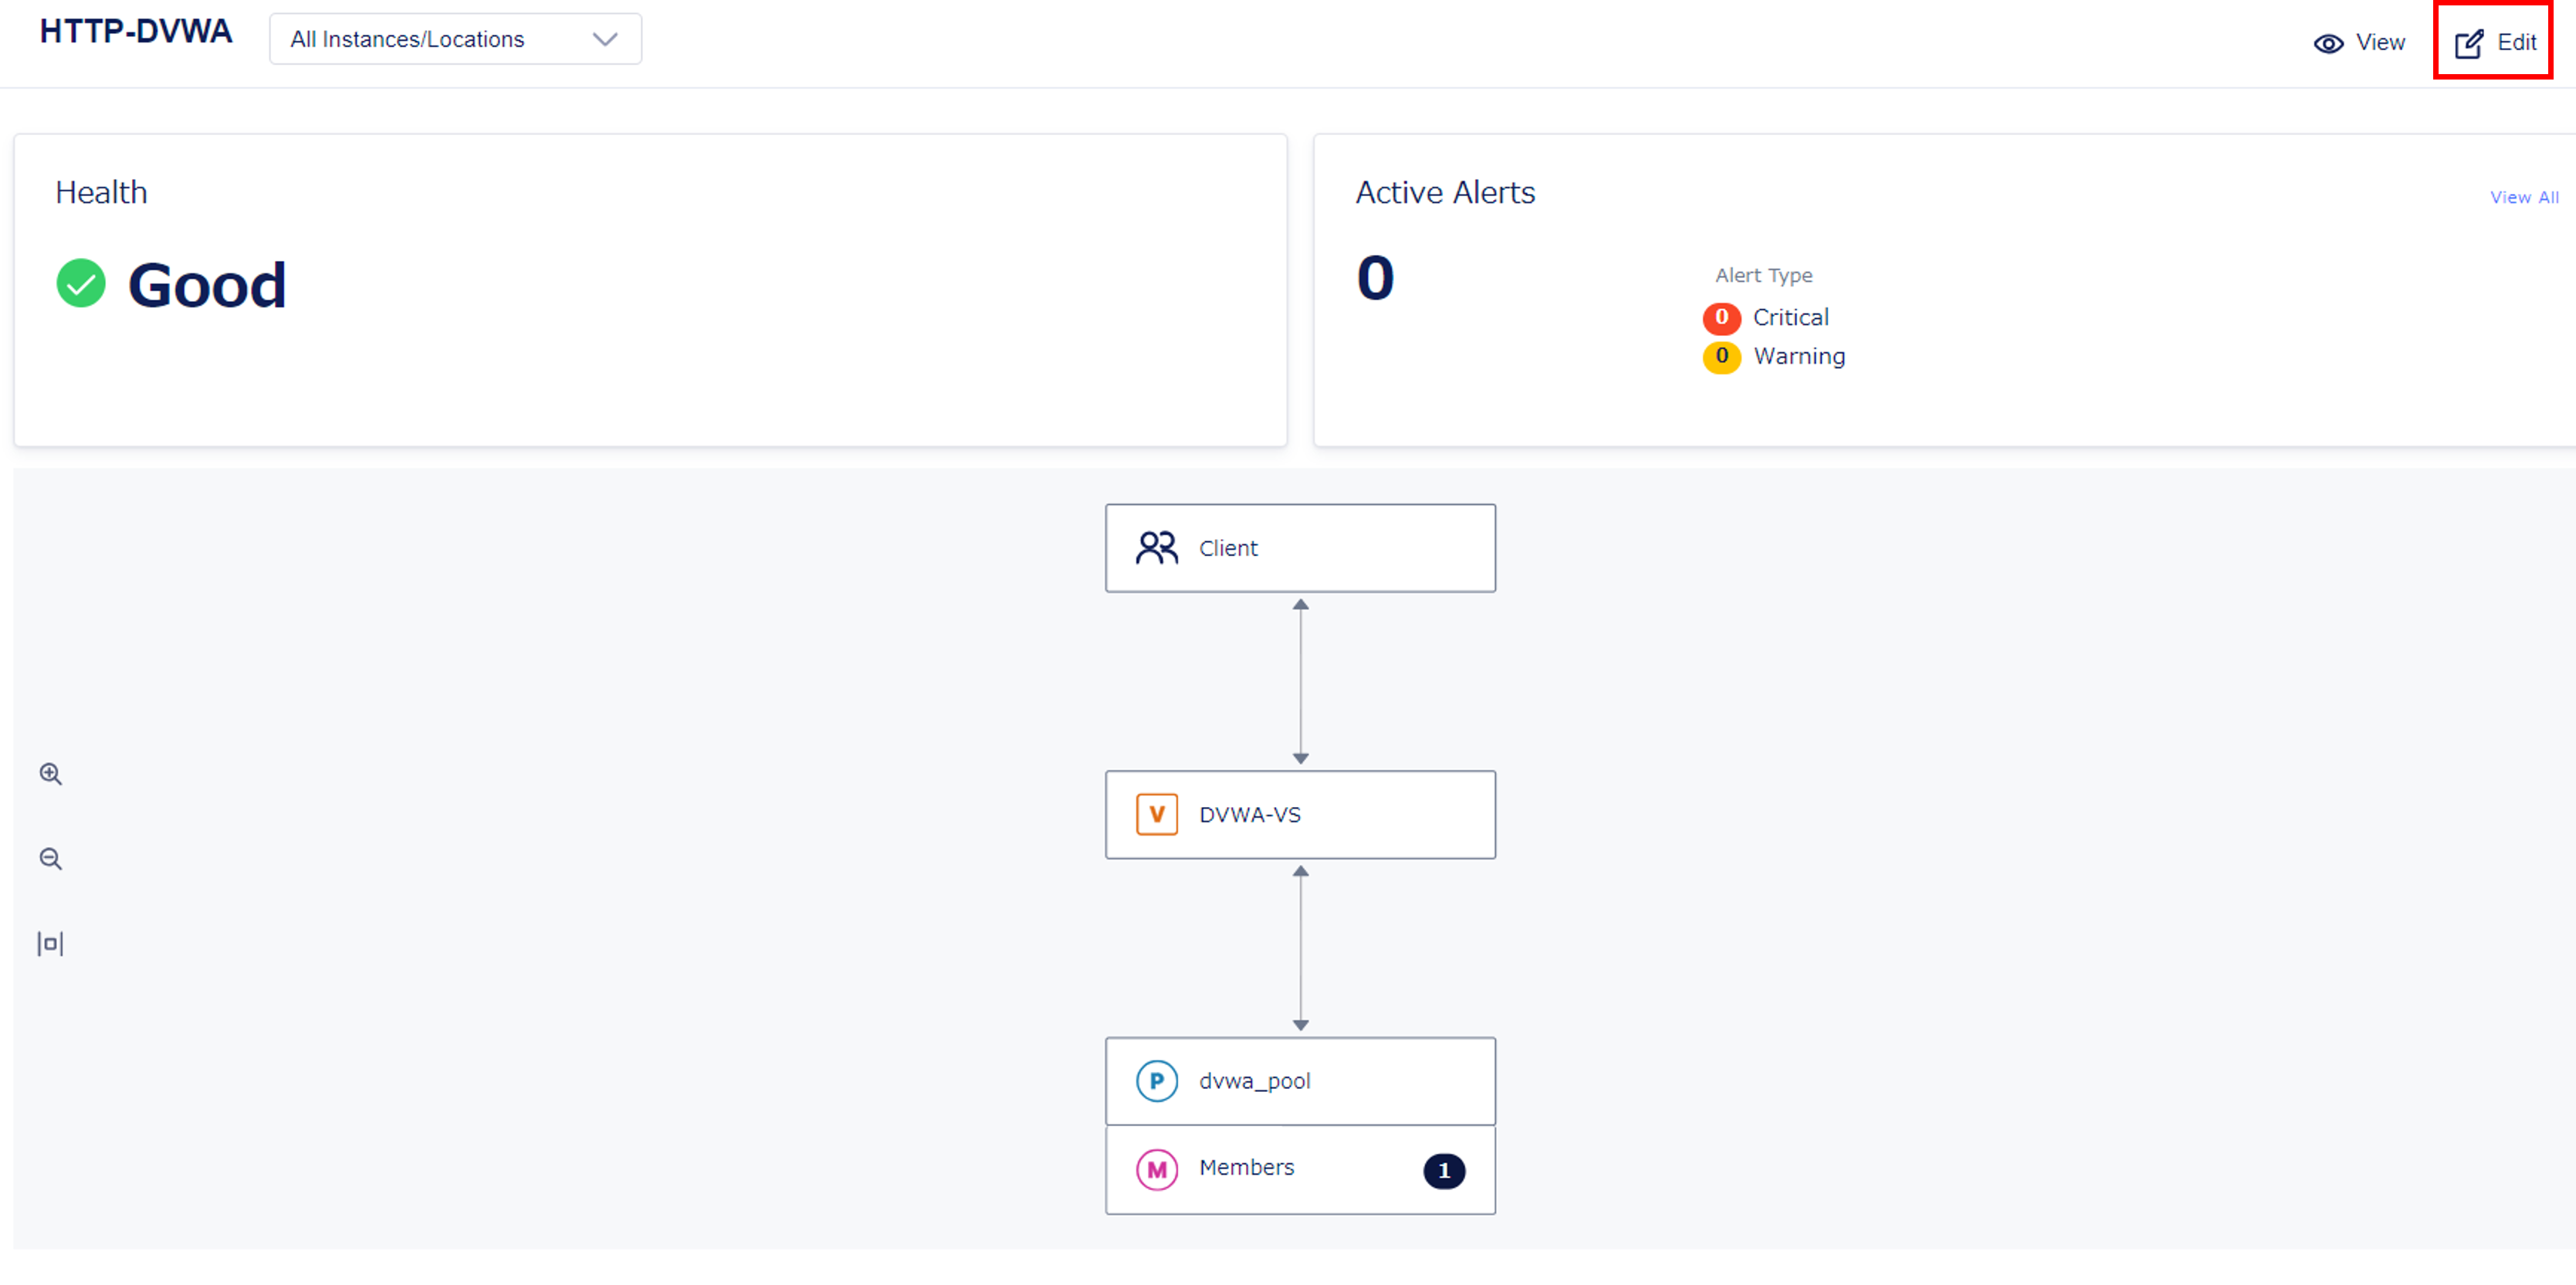 HTTP-DVWA
All Instances/Locations
View
Edit
Health
Good
Active Alerts
View All
0
Alert Type
0 Critical
0 Warning
Client
V DVWA-VS
P dvwa_pool
M Members 1